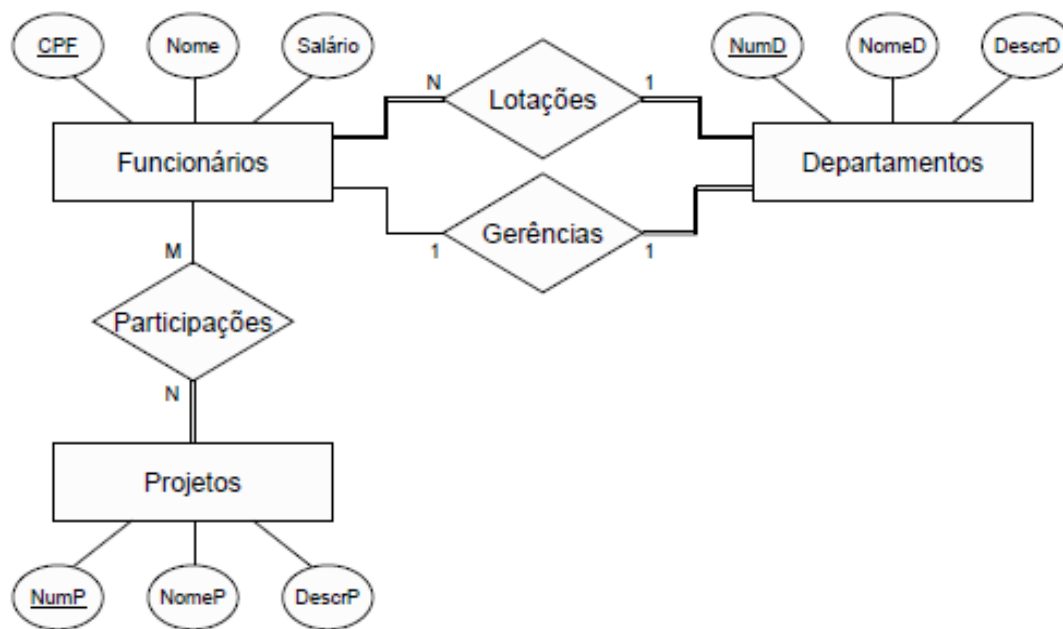 CPF
Nome
Salário
NumD
NomeD
DescrD
N
Lotações
1
Funcionários
Departamentos
1
Gerências
1
M
Participações
N
Projetos
NumP
NomeP
DescrP